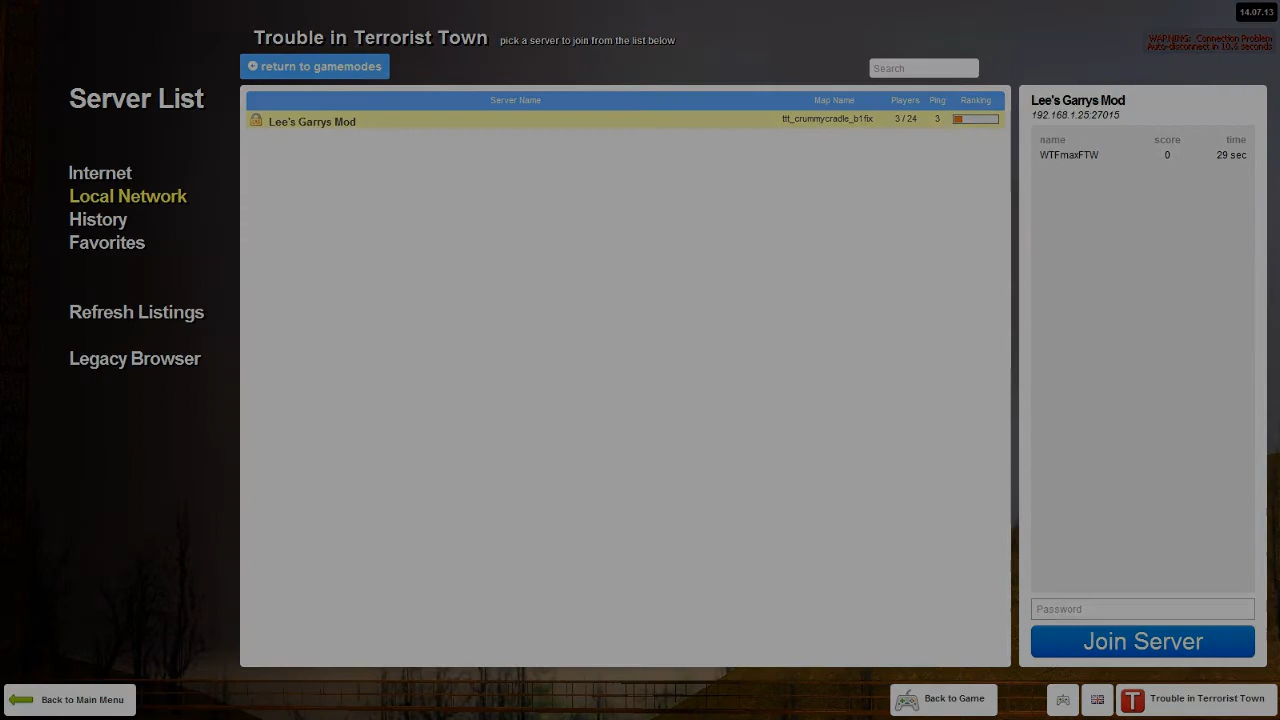 14.07.13
Trouble in Terrorist Town pick a server to join from the list below
WARNING: Connection Problem
Auto-disconnect in 10.6 seconds
return to gamemodes
Search
Server List
Server Name Map Name Players Ping Ranking
Lee's Garrys Mod ttt_crummycradle_b1fix 3 / 24 3
Lee's Garrys Mod
192.168.1.25:27015
name score time
WTFmaxFTW 0 29 sec
Internet
Local Network
History
Favorites
Refresh Listings
Legacy Browser
Password
Join Server
Back to Main Menu
Back to Game
T Trouble in Terrorist Town